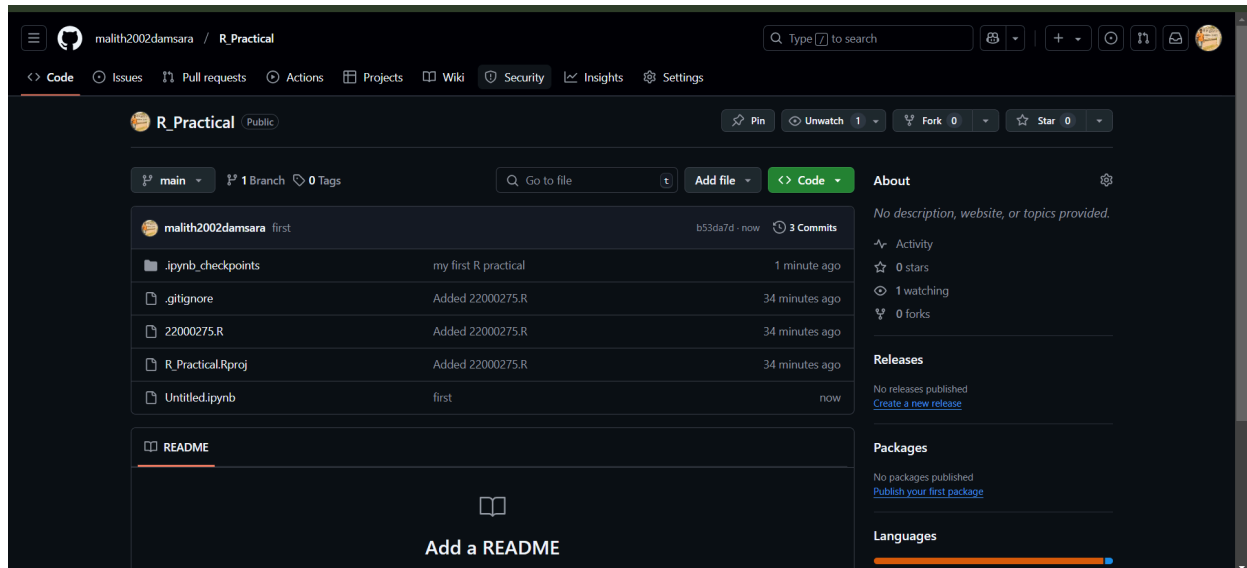 malith2002damsara / R_Practical
Type / to search
Code Issues Pull requests Actions Projects Wiki Security Insights Settings
R_Practical Public
Pin Unwatch 1 Fork 0 Star 0
main 1 Branch 0 Tags
Go to file t Add file Code
malith2002damsara first b53da7d · now 3 Commits
.ipynb_checkpoints my first R practical 1 minute ago
.gitignore Added 22000275.R 34 minutes ago
22000275.R Added 22000275.R 34 minutes ago
R_Practical.Rproj Added 22000275.R 34 minutes ago
Untitled.ipynb first now
README
Add a README
About
No description, website, or topics provided.
Activity
0 stars
1 watching
0 forks
Releases
No releases published
Create a new release
Packages
No packages published
Publish your first package
Languages